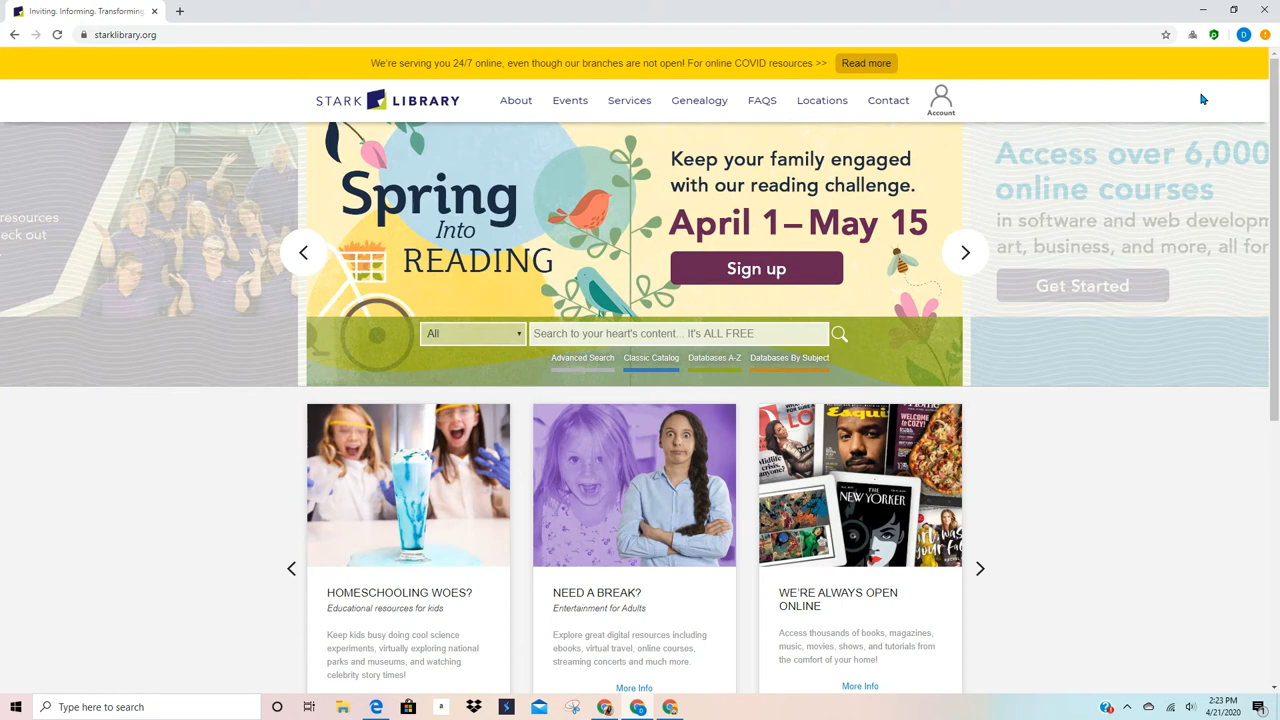 Inviting. Informing. Transforming.
starklibrary.org
D
We're serving you 24/7 online, even though our branches are not open! For online COVID resources >> Read more
STARK LIBRARY
About Events Services Genealogy FAQS Locations Contact
Account
resources
eck out
Spring
Into
READING
Keep your family engaged
with our reading challenge.
April 1–May 15
Sign up
Access over 6,000
online courses
in software and web developm
art, business, and more, all for
Get Started
All
Search to your heart's content... It's ALL FREE
Advanced Search Classic Catalog Databases A-Z Databases By Subject
LO
Midlife
crisis,
anyone?
Esqui
WELCOME
to COZY!
THE
NEW YORKER
HOMESCHOOLING WOES?
Educational resources for kids
Keep kids busy doing cool science
experiments, virtually exploring national
parks and museums, and watching
celebrity story times!
NEED A BREAK?
Entertainment for Adults
Explore great digital resources including
ebooks, virtual travel, online courses,
streaming concerts and much more.
More Info
WE'RE ALWAYS OPEN
ONLINE
Access thousands of books, magazines,
music, movies, shows, and tutorials from
the comfort of your home!
More Info
Type here to search
2:23 PM
4/21/2020